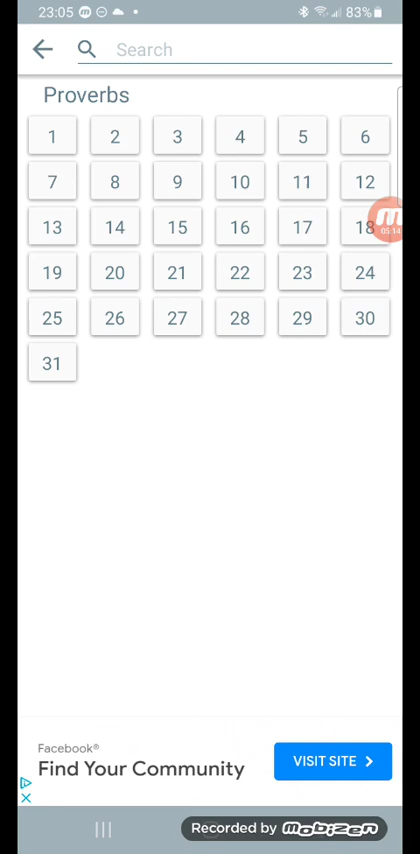 23:05 83%
Search
Proverbs
1 2 3 4 5 6
7 8 9 10 11 12
13 14 15 16 17 18
05:14
19 20 21 22 23 24
25 26 27 28 29 30
31
Facebook®
Find Your Community
VISIT SITE
Recorded by mobizen